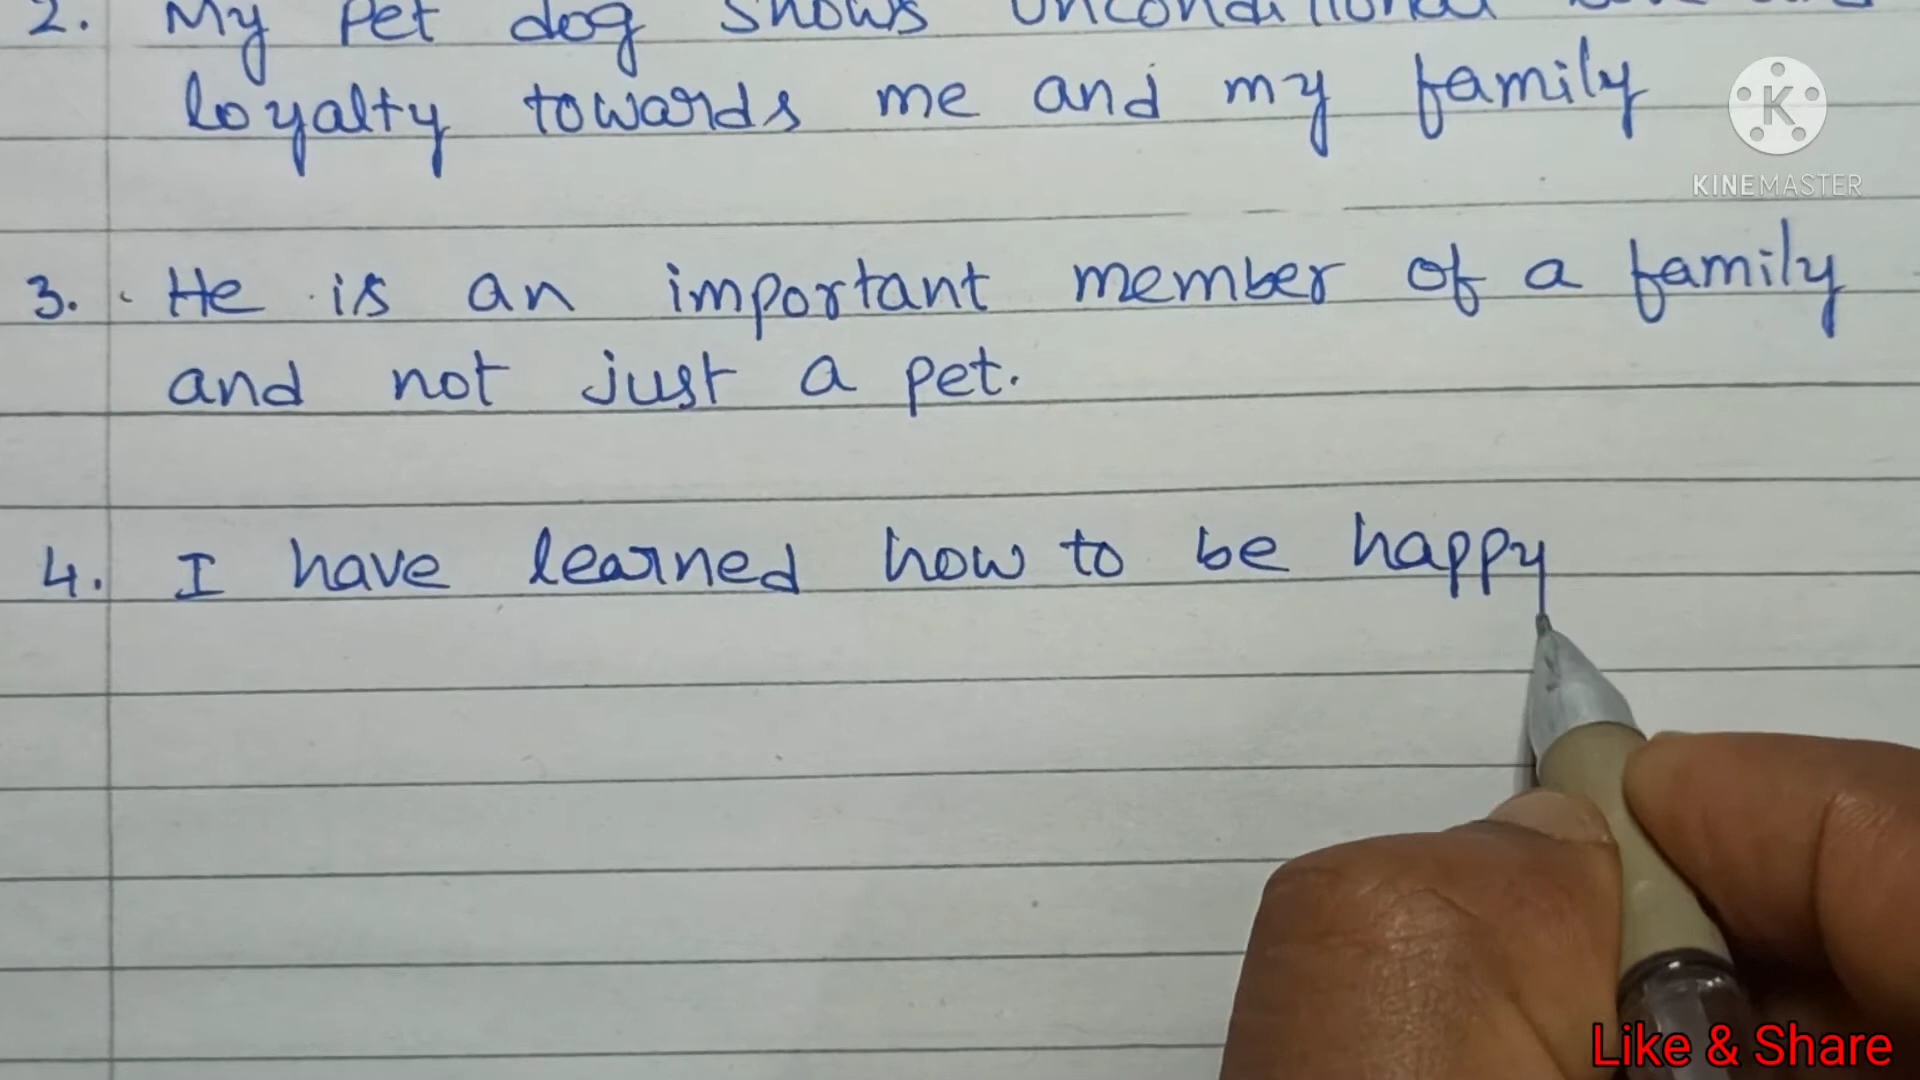 2. My Pet dog shows unconditional
loyalty towards me and my family
KINEMASTER
3. He is an important member of a family
and not just a pet.
4. I have learned how to be happy
Like & Share